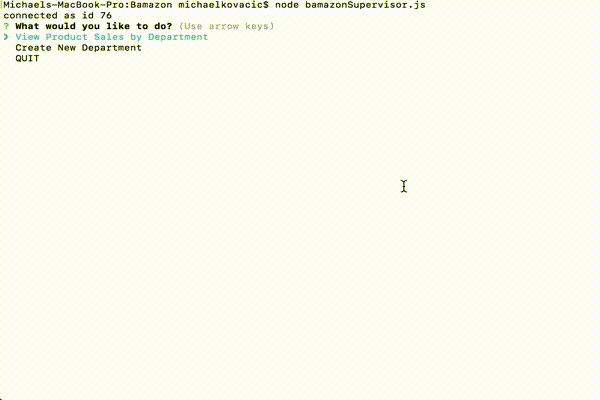 Michaels-MacBook-Pro:Bamazon michaelkovacic$ node bamazonSupervisor.js
connected as id 76
? What would you like to do? (Use arrow keys)
❯ View Product Sales by Department
Create New Department
QUIT